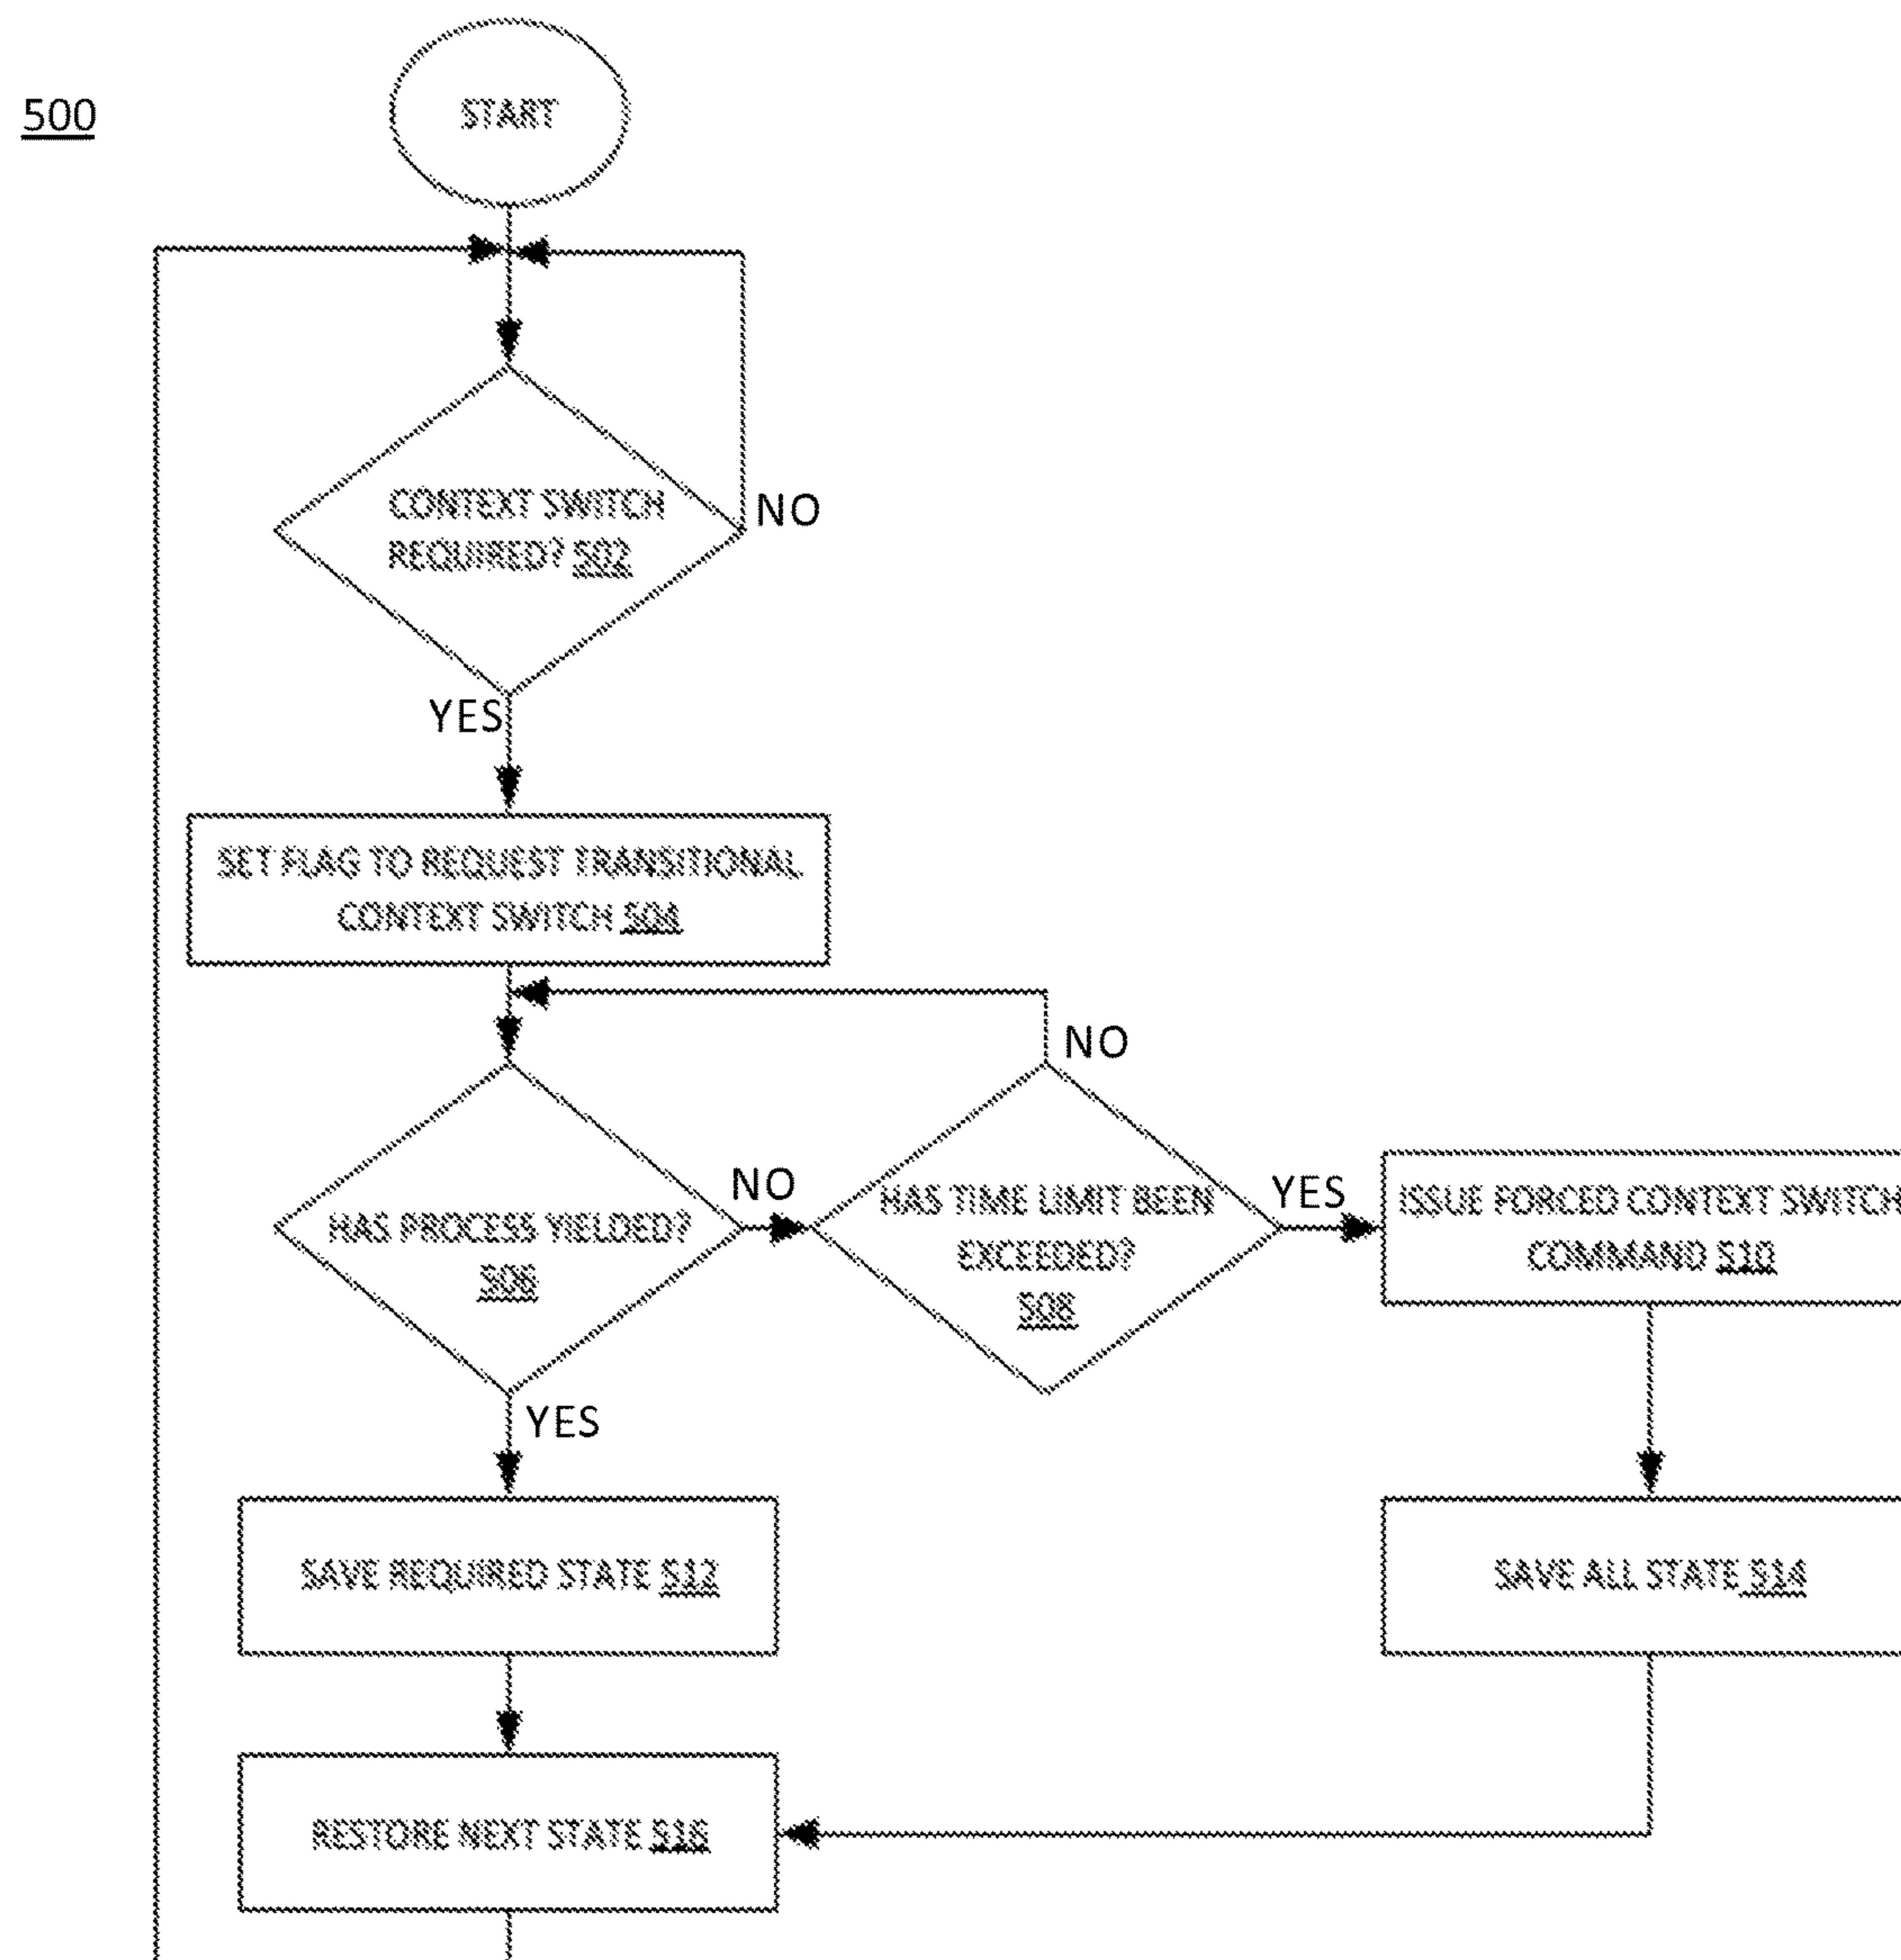 500
START
CONTEXT SWITCH
REQUIRED? 502
NO
YES
SET FLAG TO REQUEST TRANSITIONAL
CONTEXT SWITCH 504
NO
HAS PROCESS YIELDED?
506
NO
HAS TIME LIMIT BEEN
EXCEEDED?
508
YES
ISSUE FORCED CONTEXT SWITCH
COMMAND 510
YES
SAVE REQUIRED STATE 512
SAVE ALL STATE 514
RESTORE NEXT STATE 516